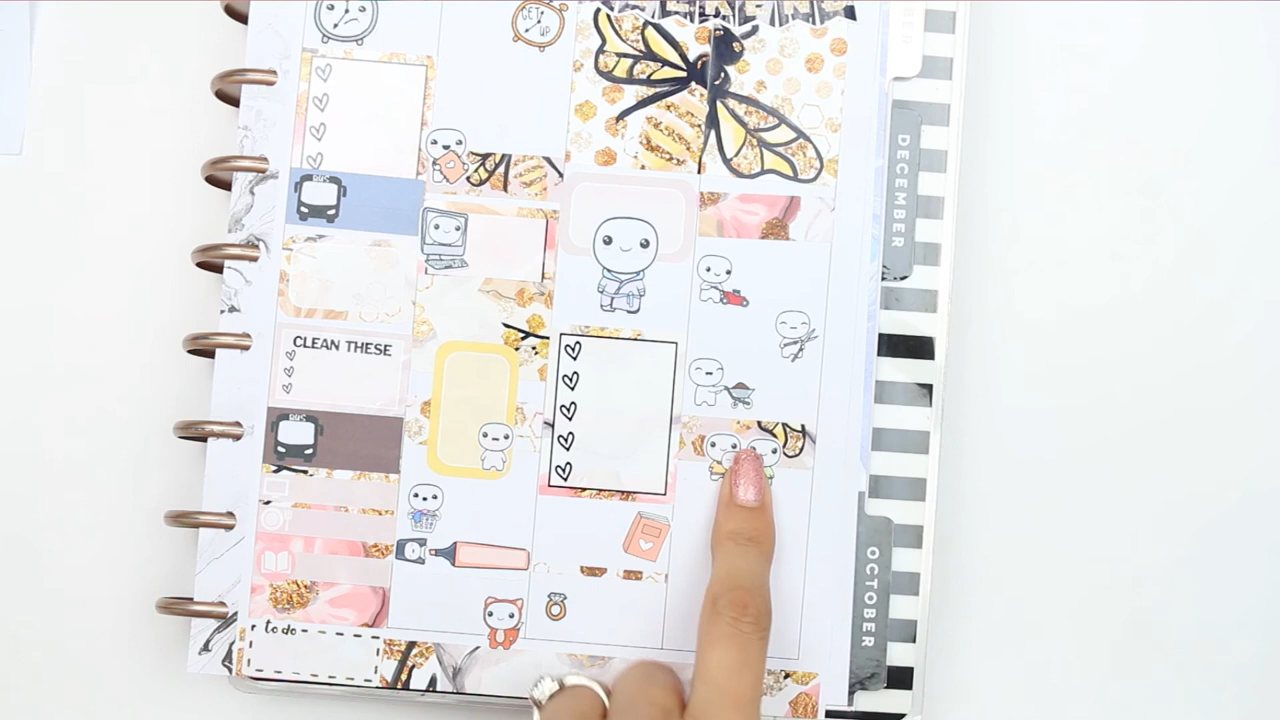 GET
UP
BUS
DECEMBER
CLEAN THESE
BUS
OCTOBER
to do